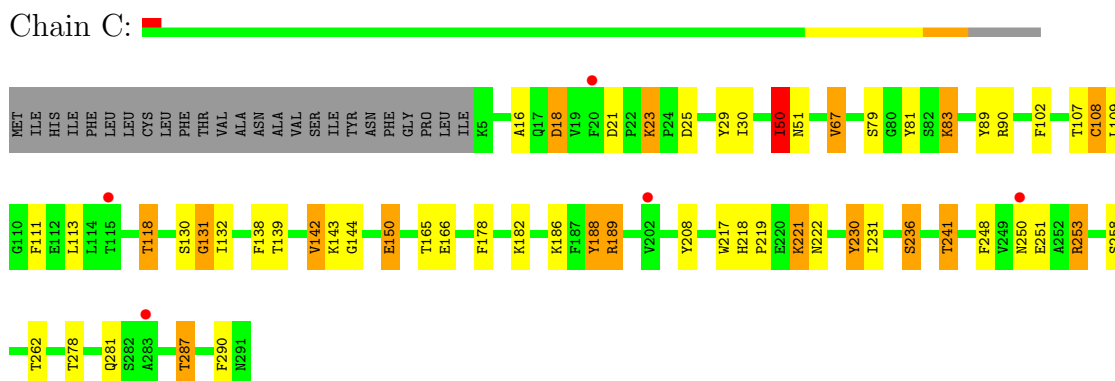 Chain C:
MET ILE HIS ILE PHE LEU LEU CYS LEU PHE THR VAL ALA ASN ALA VAL SER ILE TYR ASN PHE GLY PRO LEU ILE K5 A16 Q17 D18 V19 F20 D21 P22 K23 P24 D25 Y29 I30 I50 N51 V67 S79 G80 Y81 S82 K83 Y89 R90 F102 T107 C108 L109
G110 F111 E112 L113 L114 T115 T118 S130 G131 I132 F138 T139 V142 K143 G144 E150 T165 E166 F178 K182 K186 F187 Y188 R189 V202 Y208 W217 H218 P219 E220 K221 N222 Y230 I231 S236 T241 F248 V249 N250 E251 A252 R253 S258
T262 T278 Q281 S282 A283 T287 F290 N291